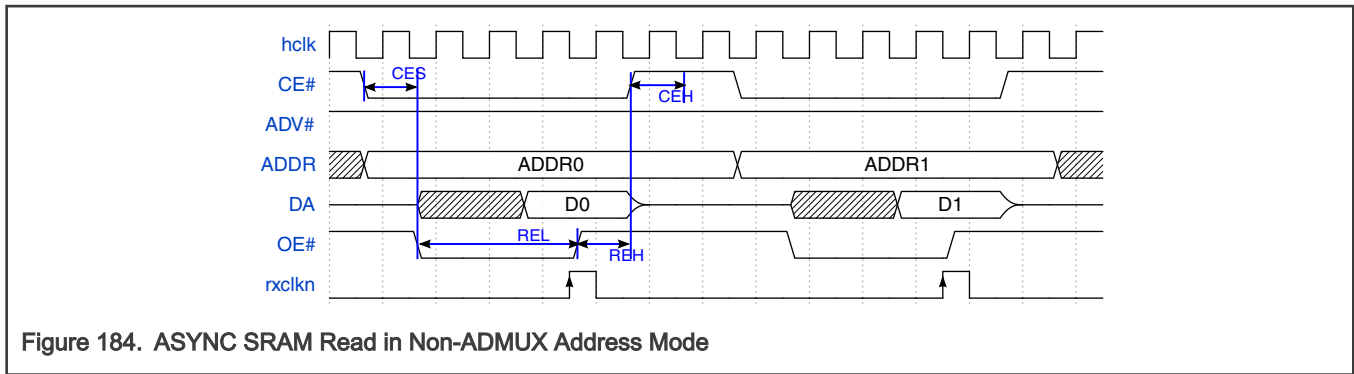 hclk
CE# CES CEH
ADV#
ADDR ADDR0 ADDR1
DA D0 D1
OE# REL REH
rxclkn
Figure 184. ASYNC SRAM Read in Non-ADMUX Address Mode